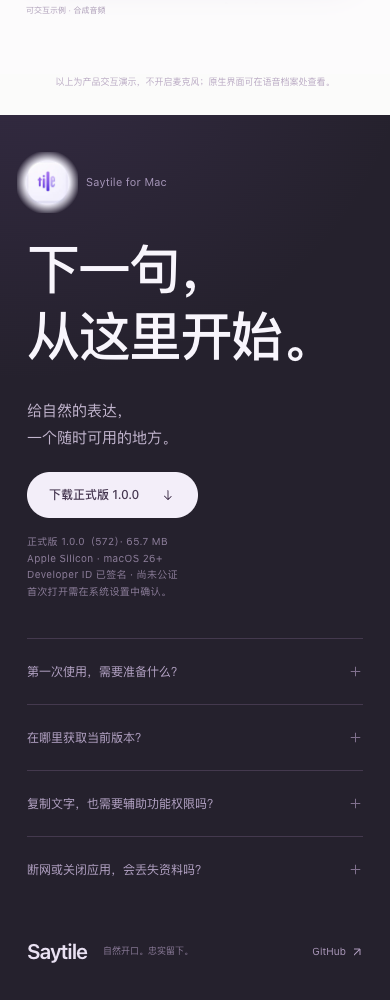 可交互示例 · 合成音频
以上为产品交互演示，不开启麦克风；原生界面可在语音档案处查看。
Saytile for Mac
下一句，
从这里开始。
给自然的表达，
一个随时可用的地方。
下载正式版 1.0.0 ↓
正式版 1.0.0（572）· 65.7 MB
Apple Silicon · macOS 26+
Developer ID 已签名 · 尚未公证
首次打开需在系统设置中确认。
第一次使用，需要准备什么？ +
在哪里获取当前版本？ +
复制文字，也需要辅助功能权限吗？ +
断网或关闭应用，会丢失资料吗？ +
Saytile 自然开口。忠实留下。 GitHub ↗